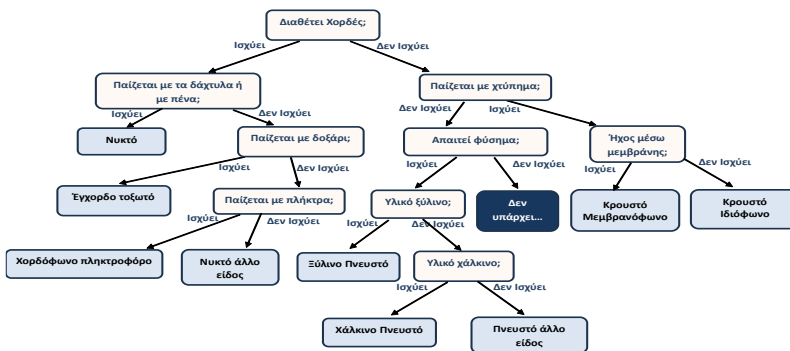 Διαθέτει Χορδές;
Ισχύει
Δεν Ισχύει
Παίζεται με τα δάχτυλα ή
με πένα;
Παίζεται με χτύπημα;
Ισχύει
Δεν Ισχύει
Δεν Ισχύει
Ισχύει
Νυκτό
Παίζεται με δοξάρι;
Απαιτεί φύσημα;
Ήχος μέσω
μεμβράνης;
Ισχύει
Δεν Ισχύει
Ισχύει
Δεν Ισχύει
Ισχύει
Δεν Ισχύει
Έγχορδο τοξωτό
Παίζεται με πλήκτρα;
Υλικό ξύλινο;
Δεν
υπάρχει...
Κρουστό
Μεμβρανόφωνο
Κρουστό
Ιδιόφωνο
Ισχύει
Δεν Ισχύει
Ισχύει
Δεν Ισχύει
Χορδόφωνο πληκτροφόρο
Νυκτό άλλο
είδος
Ξύλινο Πνευστό
Υλικό χάλκινο;
Ισχύει
Δεν Ισχύει
Χάλκινο Πνευστό
Πνευστό άλλο
είδος